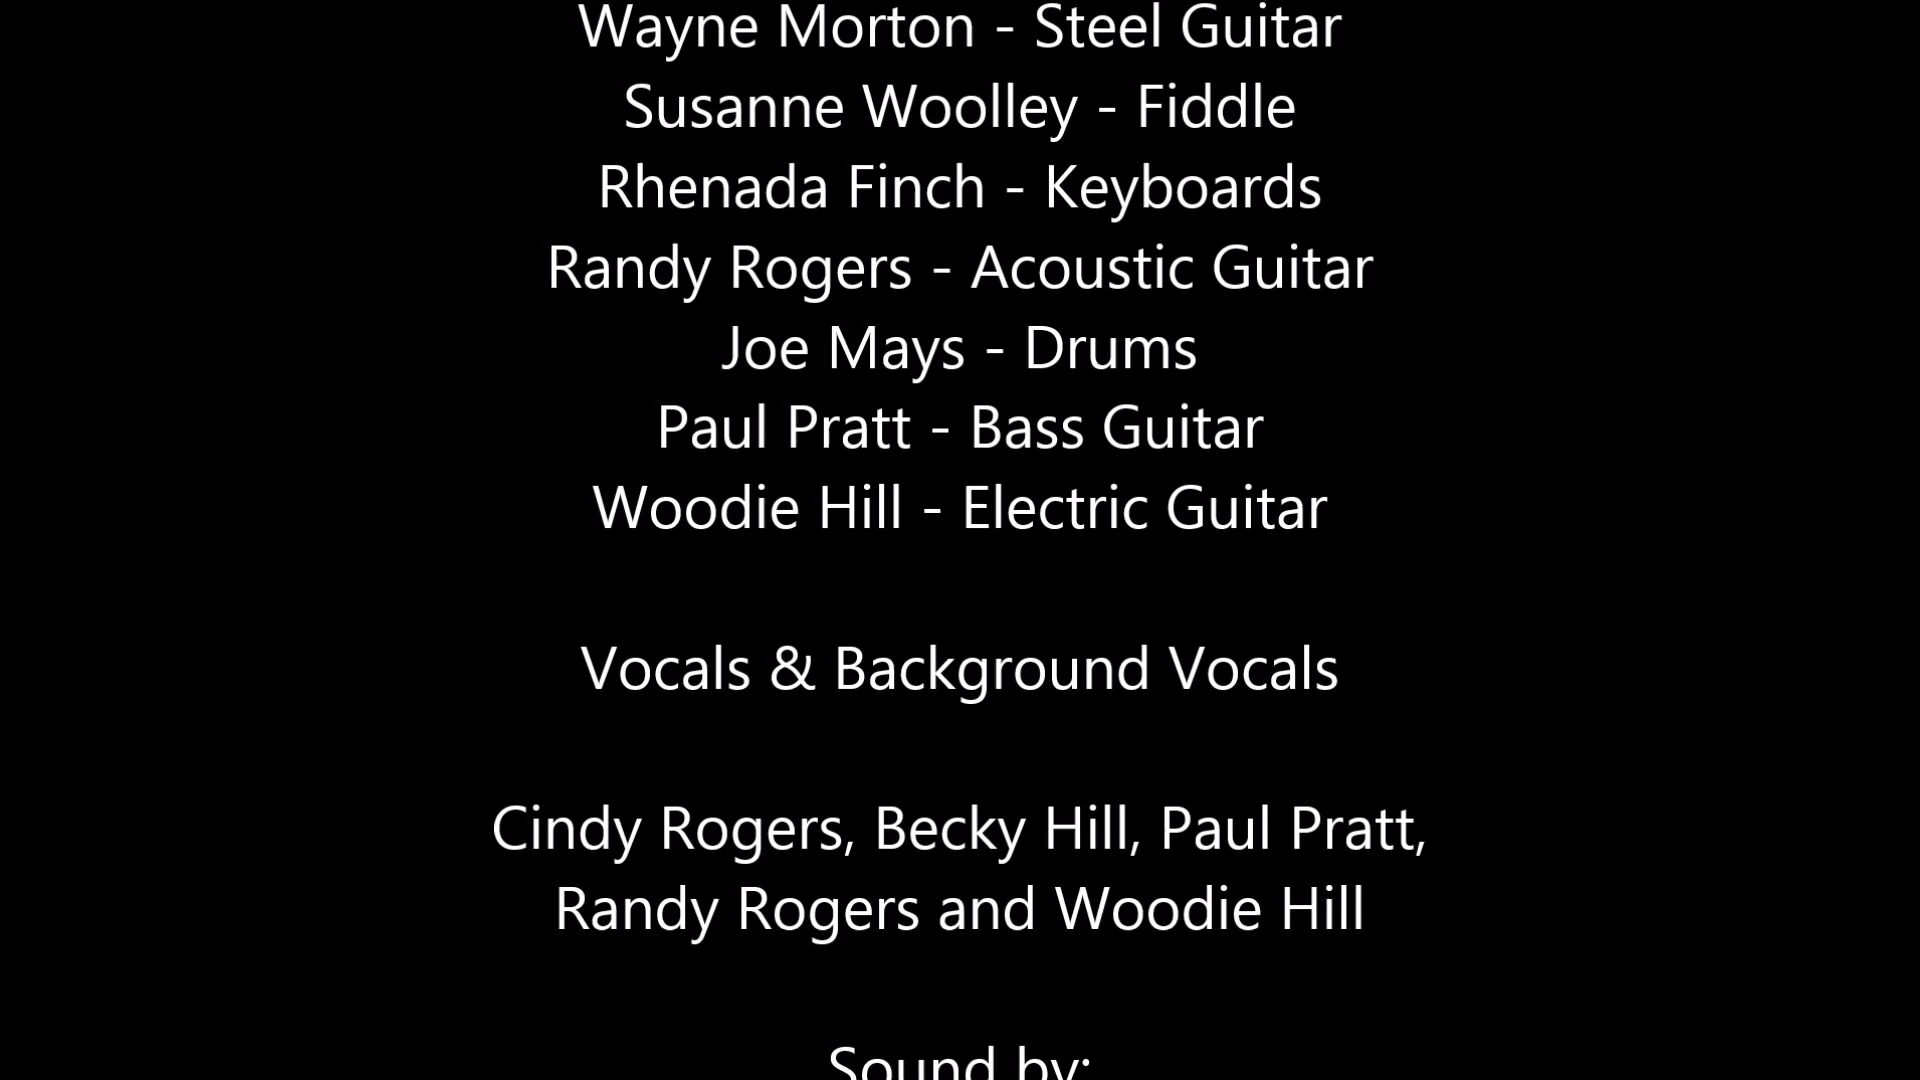 Wayne Morton - Steel Guitar
Susanne Woolley - Fiddle
Rhenada Finch - Keyboards
Randy Rogers - Acoustic Guitar
Joe Mays - Drums
Paul Pratt - Bass Guitar
Woodie Hill - Electric Guitar
Vocals & Background Vocals
Cindy Rogers, Becky Hill, Paul Pratt,
Randy Rogers and Woodie Hill
Sound by: